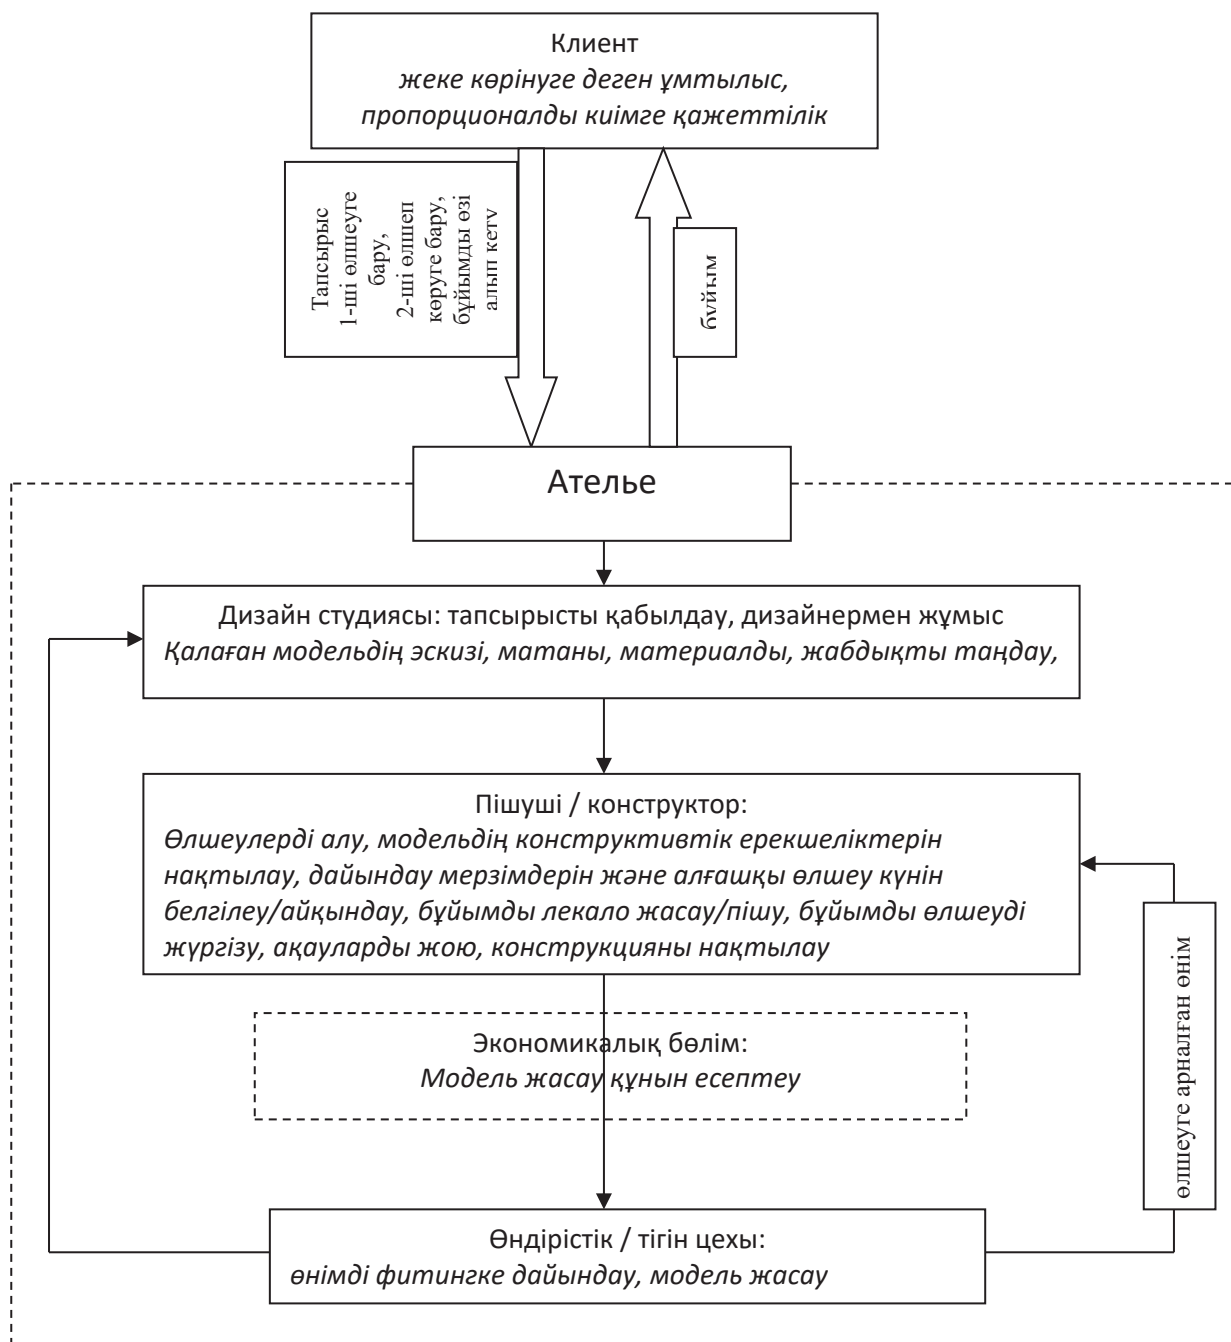 Клиент
жеке көрінуге деген ұмтылыс,
пропорционалды киімге қажеттілік
Тапсырыс
1-ші өлшеуге
бару,
2-ші өлшеп
көруге бару,
бұйымды өзі
алып кету
бұйым
Ателье
Дизайн студиясы: тапсырысты қабылдау, дизайнермен жұмыс
Қалаған модельдің эскизі, матаны, материалды, жабдықты таңдау,
Пішуші / конструктор:
Өлшеулерді алу, модельдің конструктивтік ерекшеліктерін
нақтылау, дайындау мерзімдерін және алғашқы өлшеу күнін
белгілеу/айқындау, бұйымды лекало жасау/пішу, бұйымды өлшеуді
жүргізу, ақауларды жою, конструкцияны нақтылау
өлшеуге арналған өнім
Экономикалық бөлім:
Модель жасау құнын есептеу
Өндірістік / тігін цехы:
өнімді фитингке дайындау, модель жасау